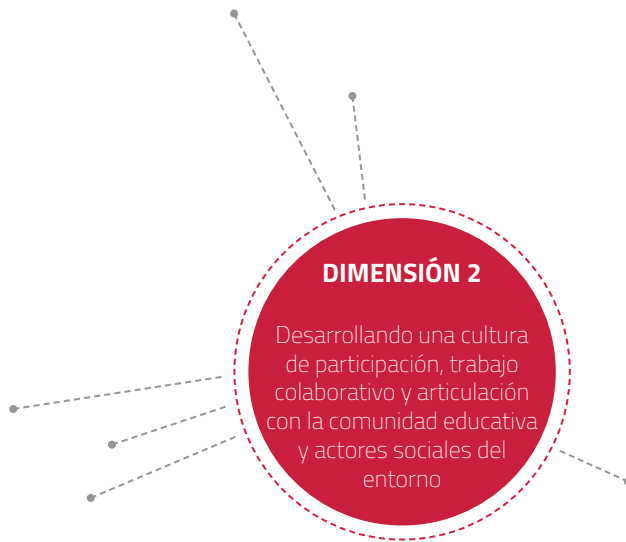 DIMENSIÓN 2
Desarrollando una cultura
de participación, trabajo
colaborativo y articulación
con la comunidad educativa
y actores sociales del
entorno